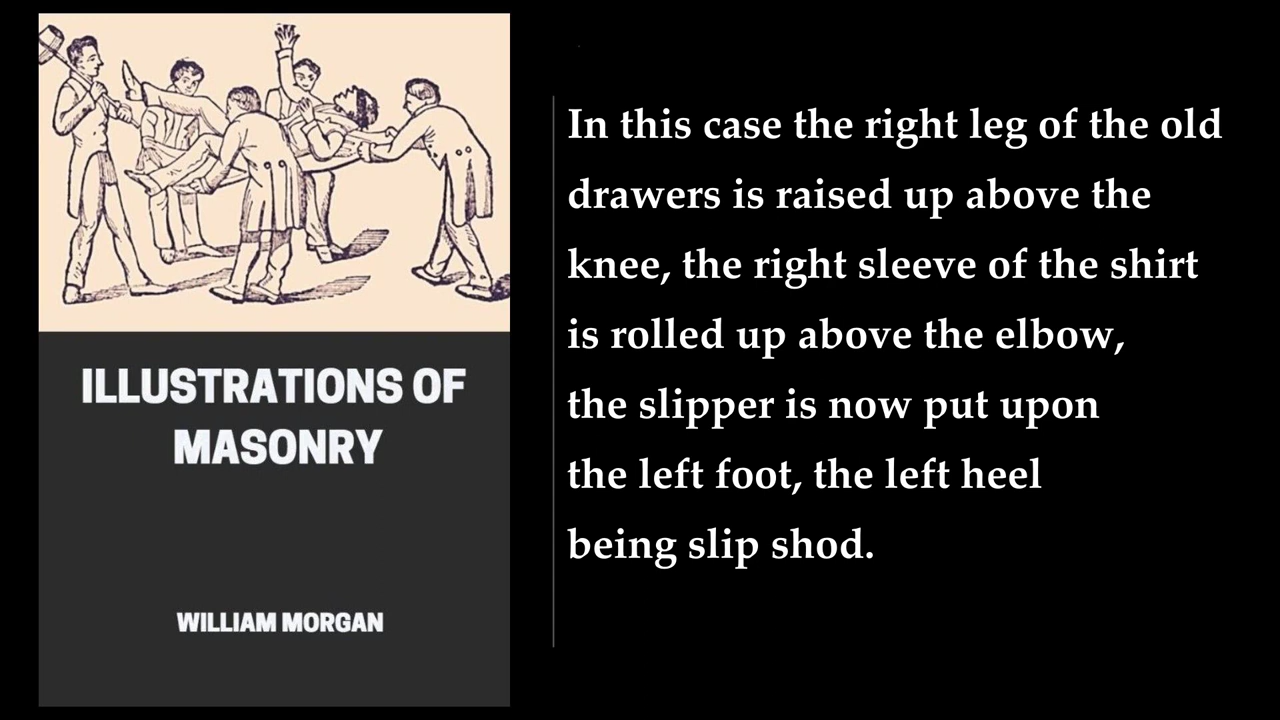 ILLUSTRATIONS OF
MASONRY
WILLIAM MORGAN
In this case the right leg of the old
drawers is raised up above the
knee, the right sleeve of the shirt
is rolled up above the elbow,
the slipper is now put upon
the left foot, the left heel
being slip shod.